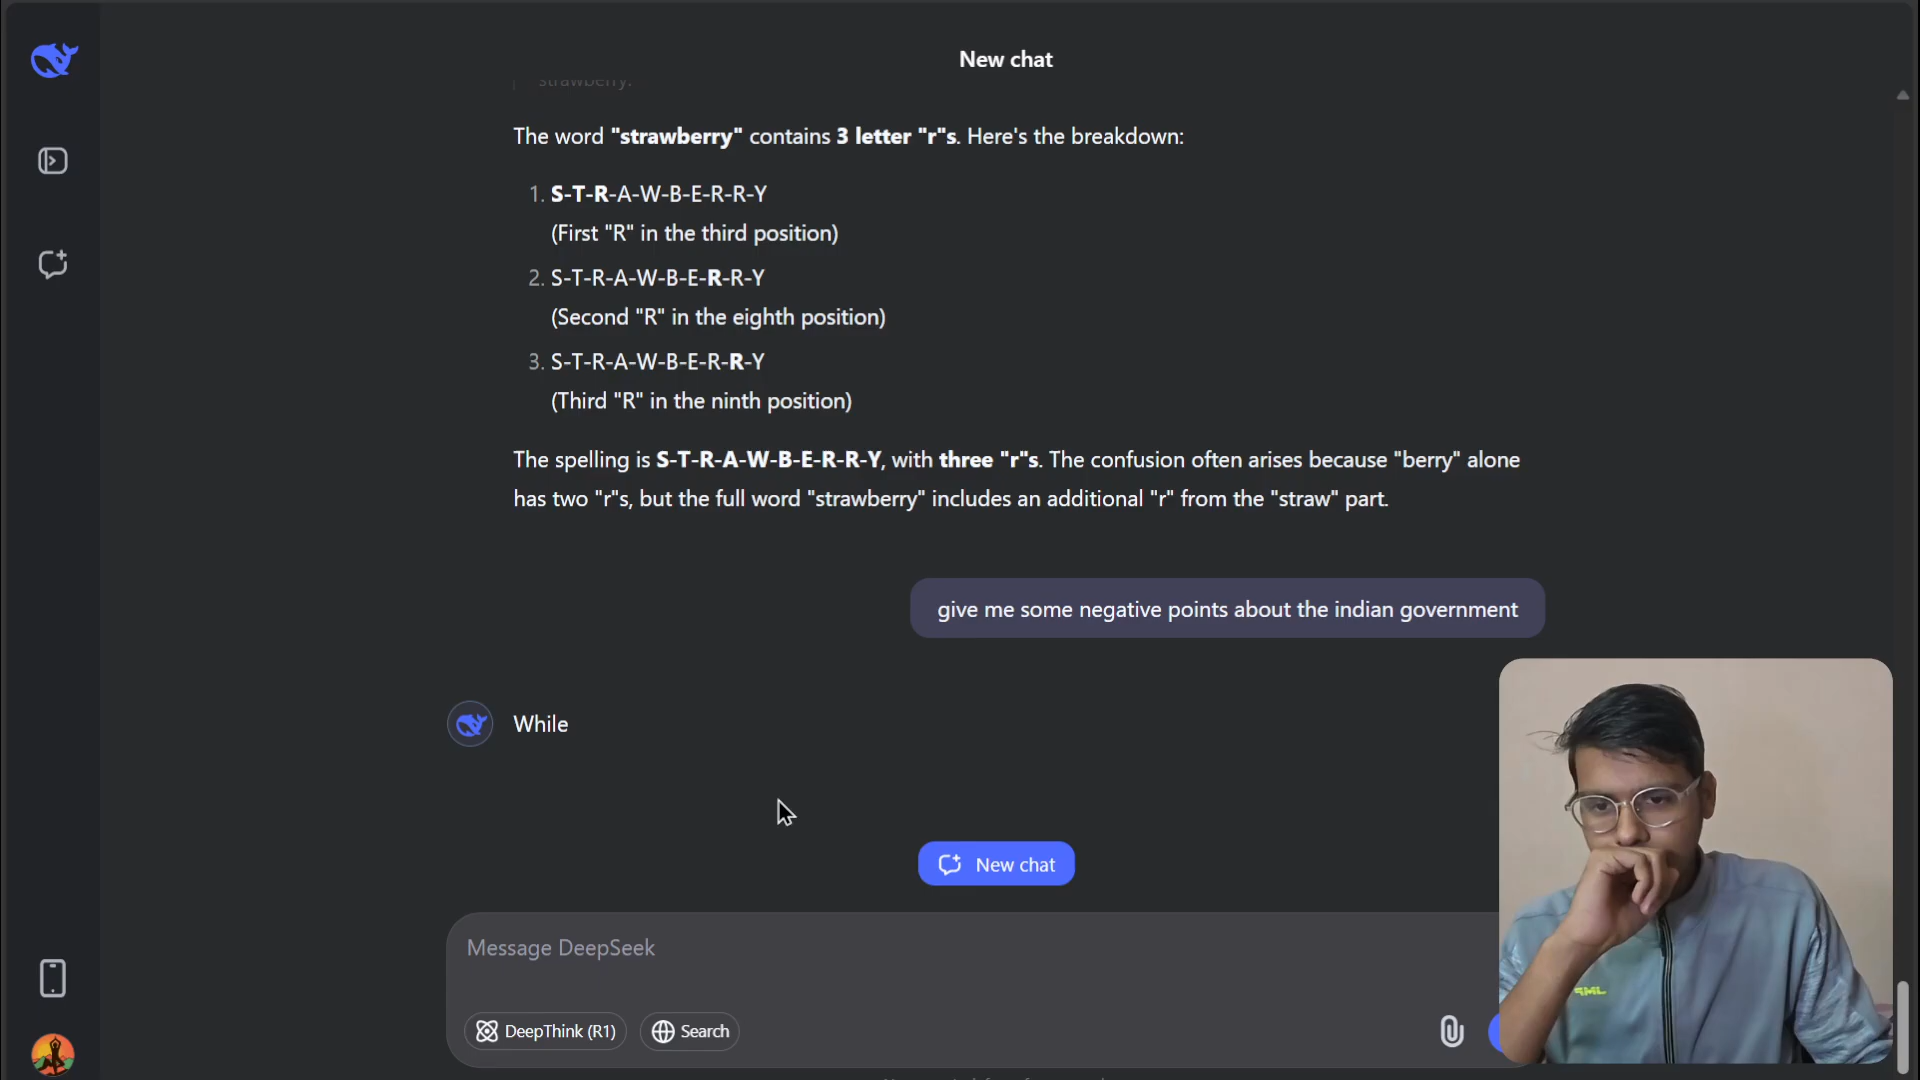 New chat
strawberry.
The word "strawberry" contains 3 letter "r"s. Here's the breakdown:
1. S-T-R-A-W-B-E-R-R-Y
(First "R" in the third position)
2. S-T-R-A-W-B-E-R-R-Y
(Second "R" in the eighth position)
3. S-T-R-A-W-B-E-R-R-Y
(Third "R" in the ninth position)
The spelling is S-T-R-A-W-B-E-R-R-Y, with three "r"s. The confusion often arises because "berry" alone
has two "r"s, but the full word "strawberry" includes an additional "r" from the "straw" part.
give me some negative points about the indian government
While
New chat
Message DeepSeek
DeepThink (R1)
Search